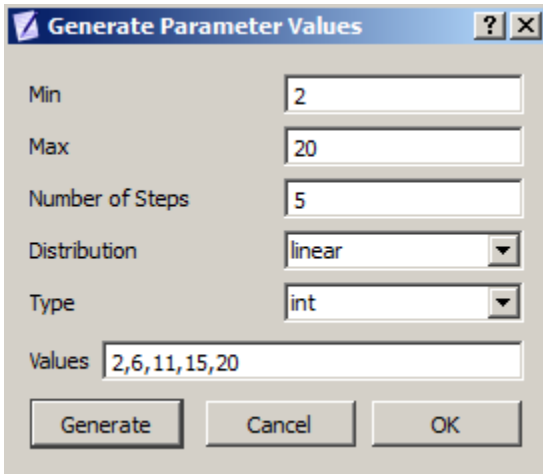 Generate Parameter Values
Min 2
Max 20
Number of Steps 5
Distribution linear
Type int
Values 2,6,11,15,20
Generate Cancel OK